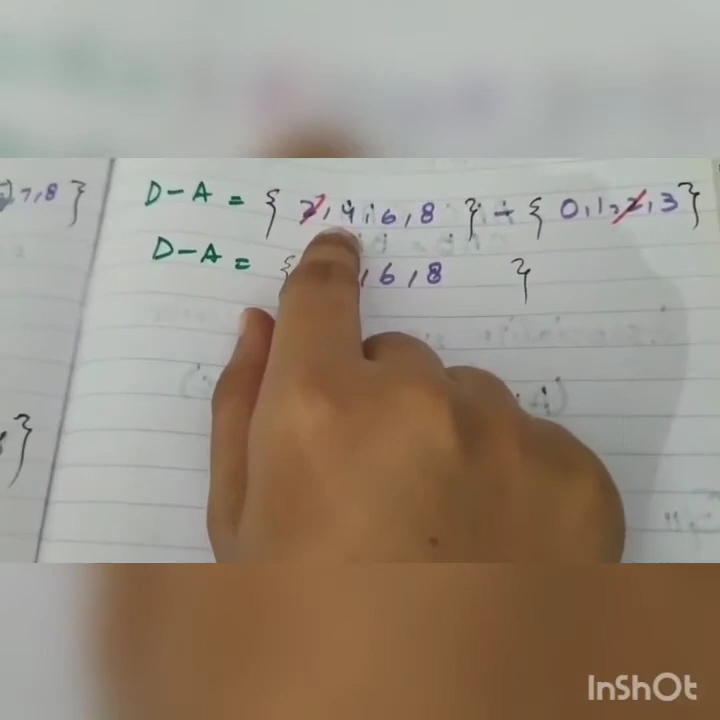 7,8}
D-A = {2,4,6,8} - {0,1,2,3}
D-A = { ,6,8 }
}
InShOt